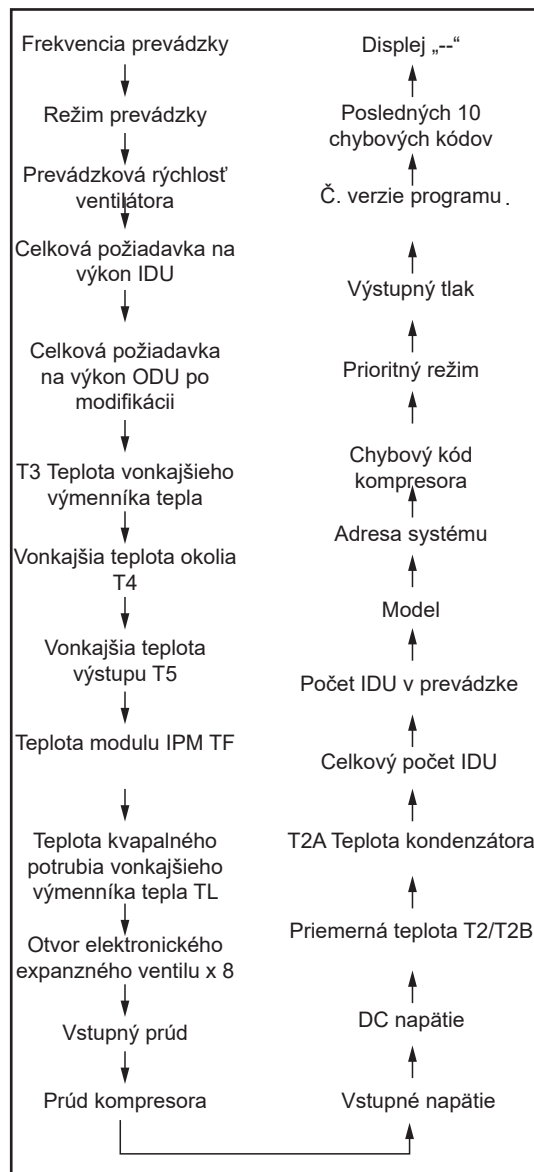 Frekvencia prevádzky
Režim prevádzky
Prevádzková rýchlosť
ventilátora
Celková požiadavka na
výkon IDU
Celková požiadavka
na výkon ODU po
modifikácii
T3 Teplota vonkajšieho
výmenníka tepla
Vonkajšia teplota okolia
T4
Vonkajšia teplota
výstupu T5
Teplota modulu IPM TF
Teplota kvapalného
potrubia vonkajšieho
výmenníka tepla TL
Otvor elektronického
expanzného ventilu x 8
Vstupný prúd
Prúd kompresora
Vstupné napätie
DC napätie
Priemerná teplota T2/T2B
T2A Teplota kondenzátora
Celkový počet IDU
Počet IDU v prevádzke
Model
Adresa systému
Chybový kód
kompresora
Prioritný režim
Výstupný tlak
Č. verzie programu .
Posledných 10
chybových kódov
Displej „--“